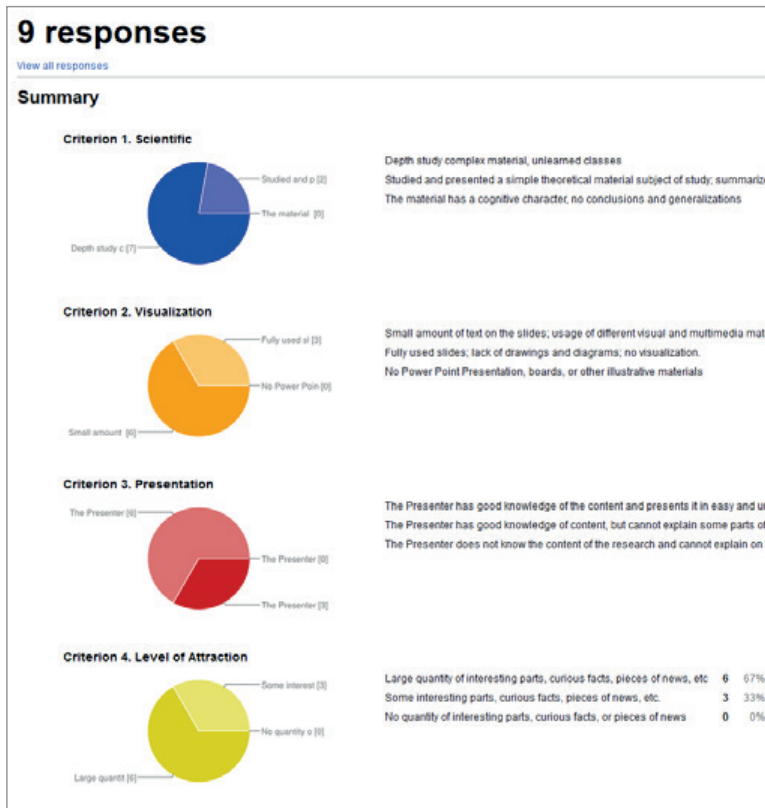 9 responses
View all responses
Summary
Criterion 1. Scientific
Studied and p [2]
The material [0]
Depth study c [7]
Depth study complex material, unlearned classes
Studied and presented a simple theoretical material subject of study; summarize
The material has a cognitive character, no conclusions and generalizations
Criterion 2. Visualization
Fully used sl [3]
No Power Poin [0]
Small amount [6]
Small amount of text on the slides; usage of different visual and multimedia mat
Fully used slides; lack of drawings and diagrams; no visualization.
No Power Point Presentation, boards, or other illustrative materials
Criterion 3. Presentation
The Presenter [6]
The Presenter [0]
The Presenter [3]
The Presenter has good knowledge of the content and presents it in easy and u
The Presenter has good knowledge of content, but cannot explain some parts of
The Presenter does not know the content of the research and cannot explain on
Criterion 4. Level of Attraction
Some interest [3]
No quantity o [0]
Large quantit [6]
Large quantity of interesting parts, curious facts, pieces of news, etc 6 67%
Some interesting parts, curious facts, pieces of news, etc. 3 33%
No quantity of interesting parts, curious facts, or pieces of news 0 0%